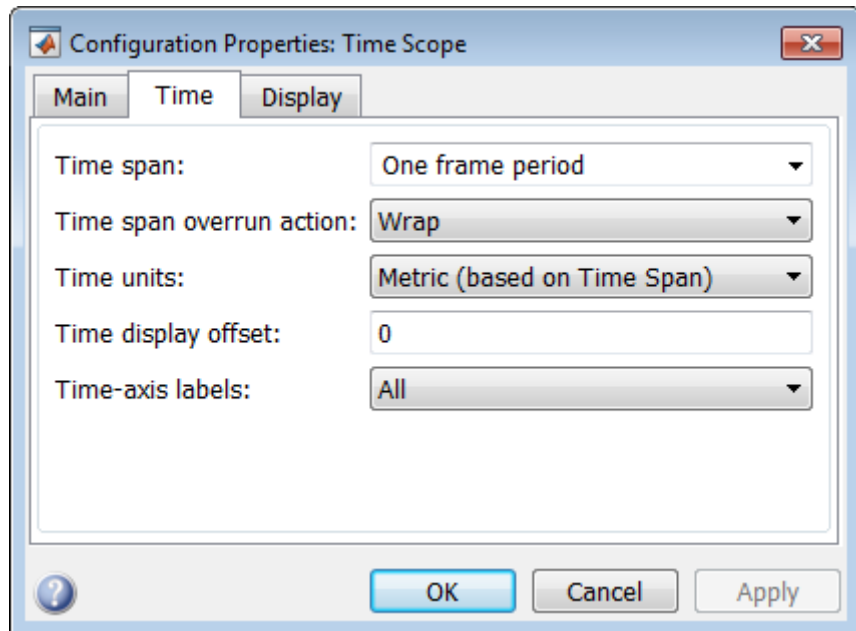 Configuration Properties: Time Scope
Main Time Display
Time span: One frame period
Time span overrun action: Wrap
Time units: Metric (based on Time Span)
Time display offset: 0
Time-axis labels: All
? OK Cancel Apply